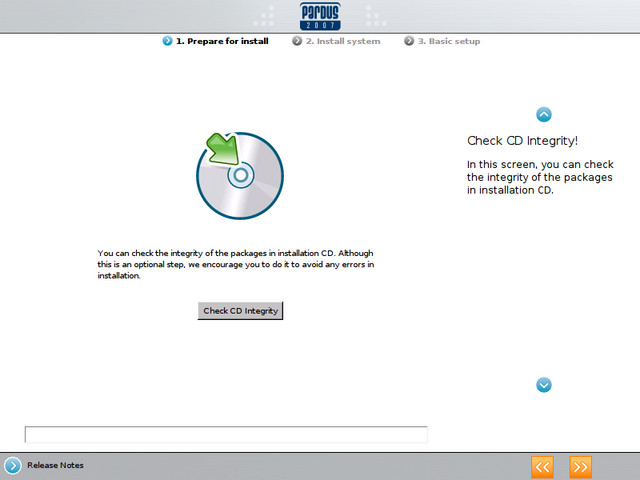 PARDUS
2007
1. Prepare for install
2. Install system
3. Basic setup
Check CD Integrity!
In this screen, you can check
the integrity of the packages
in installation CD.
You can check the integrity of the packages in installation CD. Although
this is an optional step, we encourage you to do it to avoid any errors in
installation.
Check CD Integrity
Release Notes